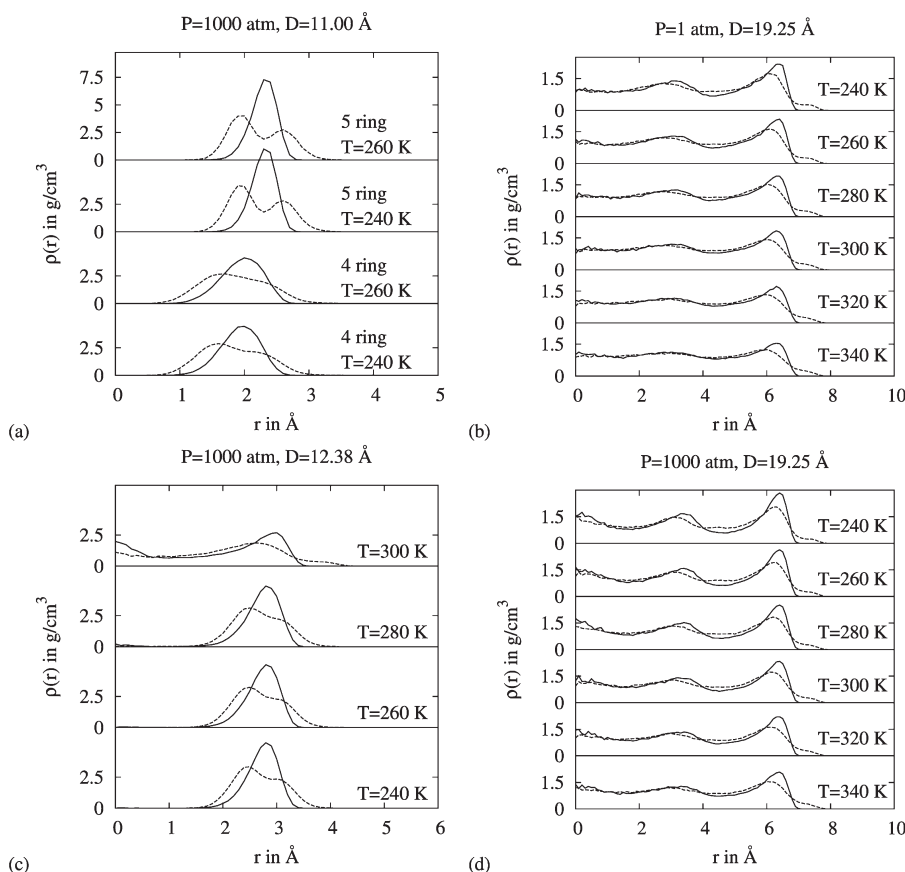 P=1000 atm, D=11.00 Å
7.5
5
2.5
0
2.5
0
2.5
0
2.5
0
5 ring
T=260 K
5 ring
T=240 K
4 ring
T=260 K
4 ring
T=240 K
ρ(r) in g/cm³
0 1 2 3 4 5
r in Å
(a)
P=1 atm, D=19.25 Å
1.5
0
1.5
0
1.5
0
1.5
0
1.5
0
1.5
0
T=240 K
T=260 K
T=280 K
T=300 K
T=320 K
T=340 K
ρ(r) in g/cm³
0 2 4 6 8 10
r in Å
(b)
P=1000 atm, D=12.38 Å
2.5
0
2.5
0
2.5
0
2.5
0
T=300 K
T=280 K
T=260 K
T=240 K
ρ(r) in g/cm³
0 1 2 3 4 5 6
r in Å
(c)
P=1000 atm, D=19.25 Å
1.5
0
1.5
0
1.5
0
1.5
0
1.5
0
1.5
0
T=240 K
T=260 K
T=280 K
T=300 K
T=320 K
T=340 K
ρ(r) in g/cm³
0 2 4 6 8 10
r in Å
(d)